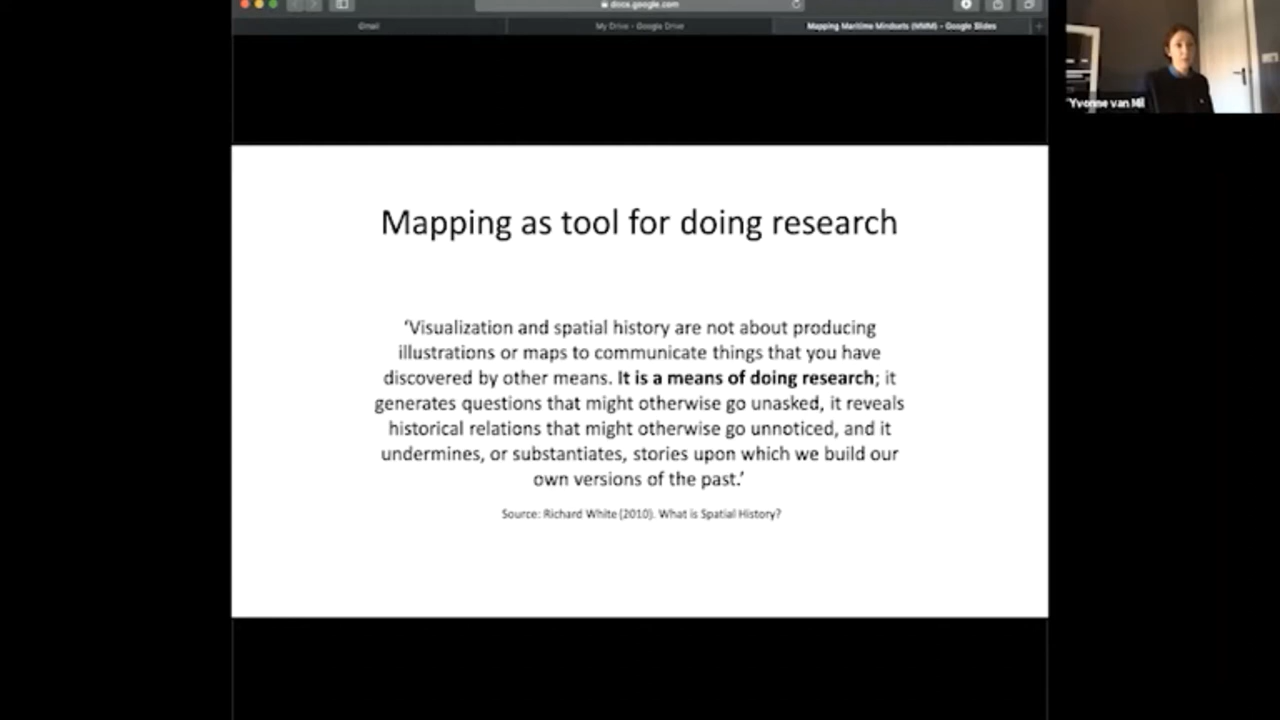 docs.google.com
Gmail
My Drive - Google Drive
Mapping Maritime Mindsets (MMM) - Google Slides
'Yvonne van Mil
Mapping as tool for doing research
‘Visualization and spatial history are not about producing
illustrations or maps to communicate things that you have
discovered by other means. It is a means of doing research; it
generates questions that might otherwise go unasked, it reveals
historical relations that might otherwise go unnoticed, and it
undermines, or substantiates, stories upon which we build our
own versions of the past.’
Source: Richard White (2010). What is Spatial History?